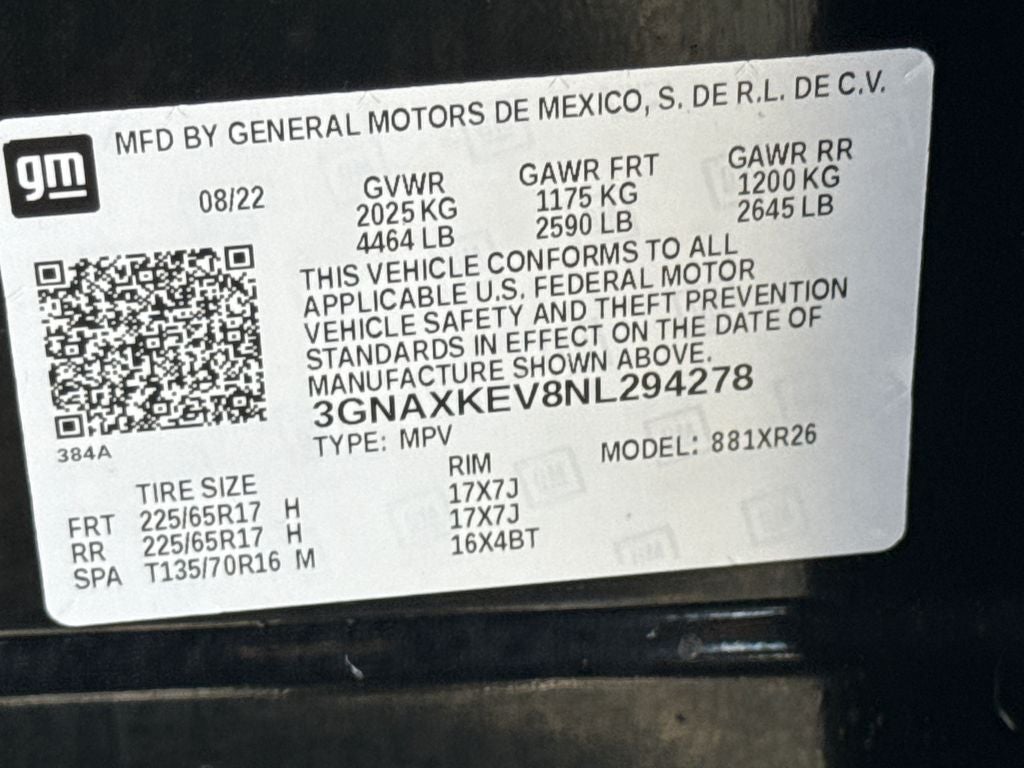 MFD BY GENERAL MOTORS DE MEXICO, S. DE R.L. DE C.V.
gm
08/22
GVWR
2025 KG
4464 LB
GAWR FRT
1175 KG
2590 LB
GAWR RR
1200 KG
2645 LB
THIS VEHICLE CONFORMS TO ALL
APPLICABLE U.S. FEDERAL MOTOR
VEHICLE SAFETY AND THEFT PREVENTION
STANDARDS IN EFFECT ON THE DATE OF
MANUFACTURE SHOWN ABOVE.
3GNAXKEV8NL294278
384A
TYPE: MPV
MODEL: 881XR26
TIRE SIZE RIM
FRT 225/65R17 H 17X7J
RR 225/65R17 H 17X7J
SPA T135/70R16 M 16X4BT